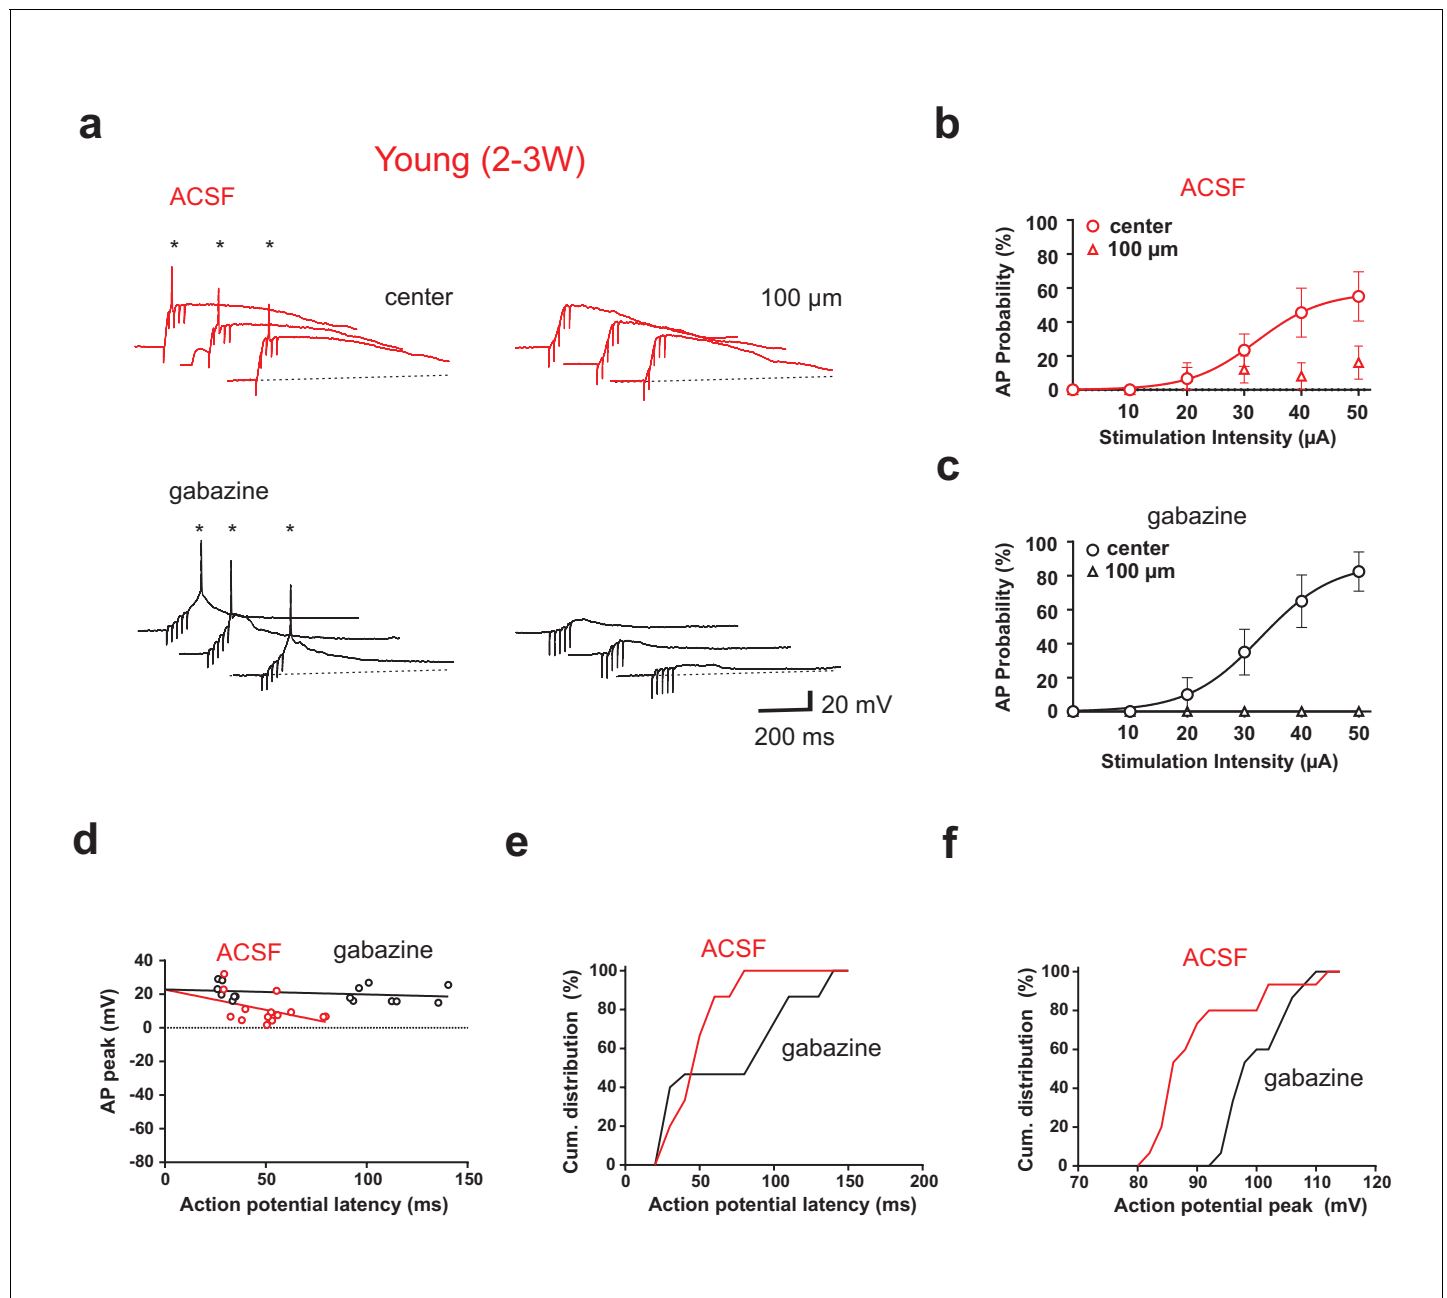 a
Young (2-3W)
ACSF
* * *
center
100 µm
gabazine
* * *
20 mV
200 ms
b
ACSF
100
80
60
40
20
0
AP Probability (%)
center
100 µm
10 20 30 40 50
Stimulation Intensity (µA)
c
gabazine
100
80
60
40
20
0
AP Probability (%)
center
100 µm
10 20 30 40 50
Stimulation Intensity (µA)
d
ACSF
gabazine
40
20
0
-20
-40
-60
-80
AP peak (mV)
0 50 100 150
Action potential latency (ms)
e
ACSF
gabazine
100
80
60
40
20
0
Cum. distribution (%)
0 50 100 150 200
Action potential latency (ms)
f
ACSF
gabazine
100
80
60
40
20
0
Cum. distribution (%)
70 80 90 100 110 120
Action potential peak (mV)